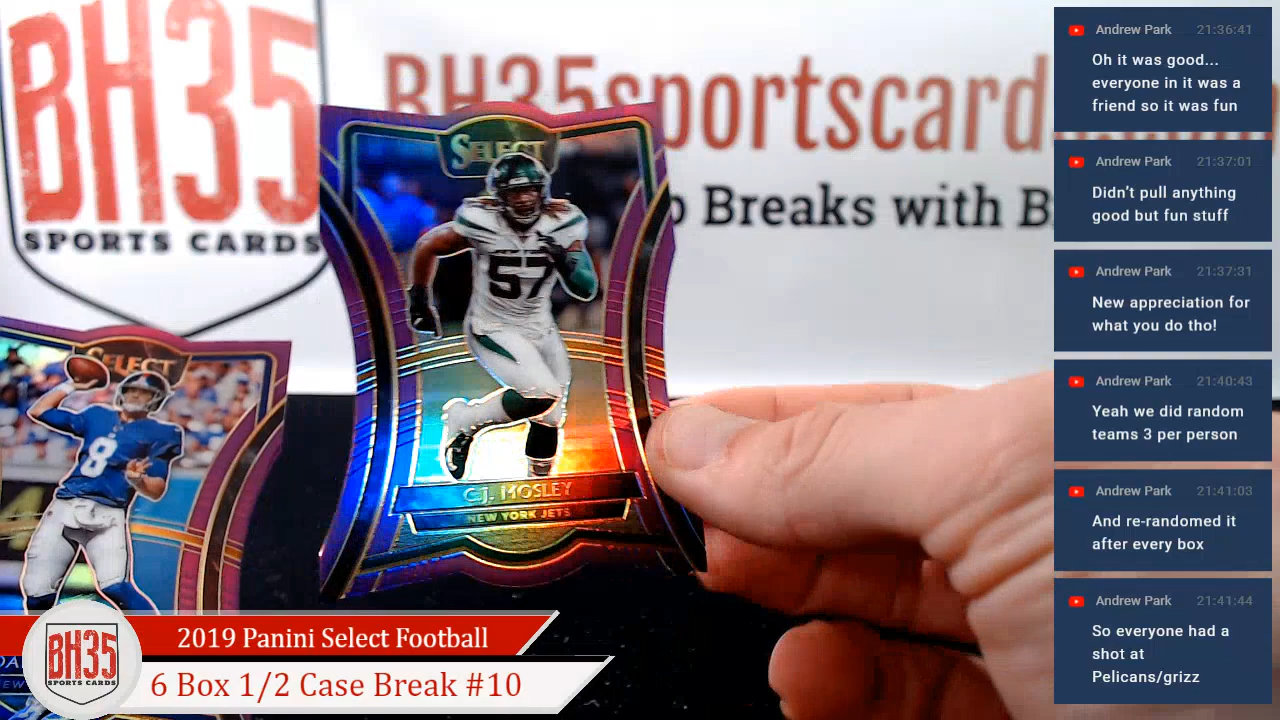 BH35
SPORTS CARDS
BH35sportscard
Breaks with B
SELECT
57
C.J. MOSLEY
NEW YORK JETS
SELECT
8
BH35
SPORTS CARDS
2019 Panini Select Football
6 Box 1/2 Case Break #10
Andrew Park 21:36:41
Oh it was good...
everyone in it was a
friend so it was fun
Andrew Park 21:37:01
Didn't pull anything
good but fun stuff
Andrew Park 21:37:31
New appreciation for
what you do tho!
Andrew Park 21:40:43
Yeah we did random
teams 3 per person
Andrew Park 21:41:03
And re-randomed it
after every box
Andrew Park 21:41:44
So everyone had a
shot at
Pelicans/grizz